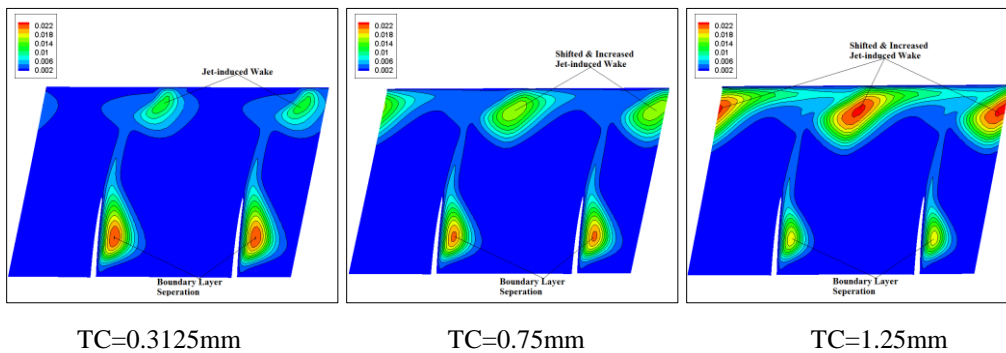 0.022
0.018
0.014
0.01
0.006
0.002
Jet-induced Wake
Boundary Layer
Seperation
TC=0.3125mm
0.022
0.018
0.014
0.01
0.006
0.002
Shifted & Increased
Jet-induced Wake
Boundary Layer
Seperation
TC=0.75mm
0.022
0.018
0.014
0.01
0.006
0.002
Shifted & Increased
Jet-induced Wake
Boundary Layer
Seperation
TC=1.25mm